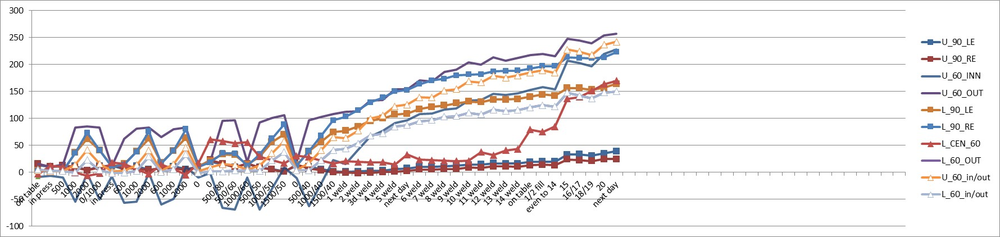 300
250
200
150
100
50
0
-50
-100
on table
in press
500
1000
2000
0/1000
in press
600
1000
2000
600
1000
2000
0
0
500/80
500/60
1000/60
500/50
1000/50
1500/50
0
500/40
1000/40
1500/40
1 weld
2 weld
3d weld
4 weld
5 weld
next day
6 weld
7 weld
8 weld
9 weld
10 weld
11 weld
12 weld
13 weld
14 weld
on table
1/2 fill
even to 14
15
16/17
18/19
20
next day
U_90_LE
U_90_RE
U_60_INN
U_60_OUT
L_90_LE
L_90_RE
L_CEN_60
L_60_OUT
U_60_in/out
L_60_in/out